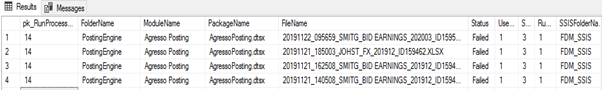 Results Messages
pk_RunProcess... FolderName ModuleName PackageName FileName Status Use... S... Ru... SSISFolderNa...
1 14 PostingEngine Agresso Posting AgressoPosting.dtsx 20191122_095659_SMITG_BID EARNINGS_202003_ID1595... Failed 1 3 1 FDM_SSIS
2 14 PostingEngine Agresso Posting AgressoPosting.dtsx 20191121_185003_JOHST_FX_201912_ID159462.XLSX Failed 1 3 1 FDM_SSIS
3 14 PostingEngine Agresso Posting AgressoPosting.dtsx 20191121_162508_SMITG_BID EARNINGS_201912_ID1594... Failed 1 3 1 FDM_SSIS
4 14 PostingEngine Agresso Posting AgressoPosting.dtsx 20191121_140508_SMITG_BID EARNINGS_201912_ID1594... Failed 1 3 1 FDM_SSIS